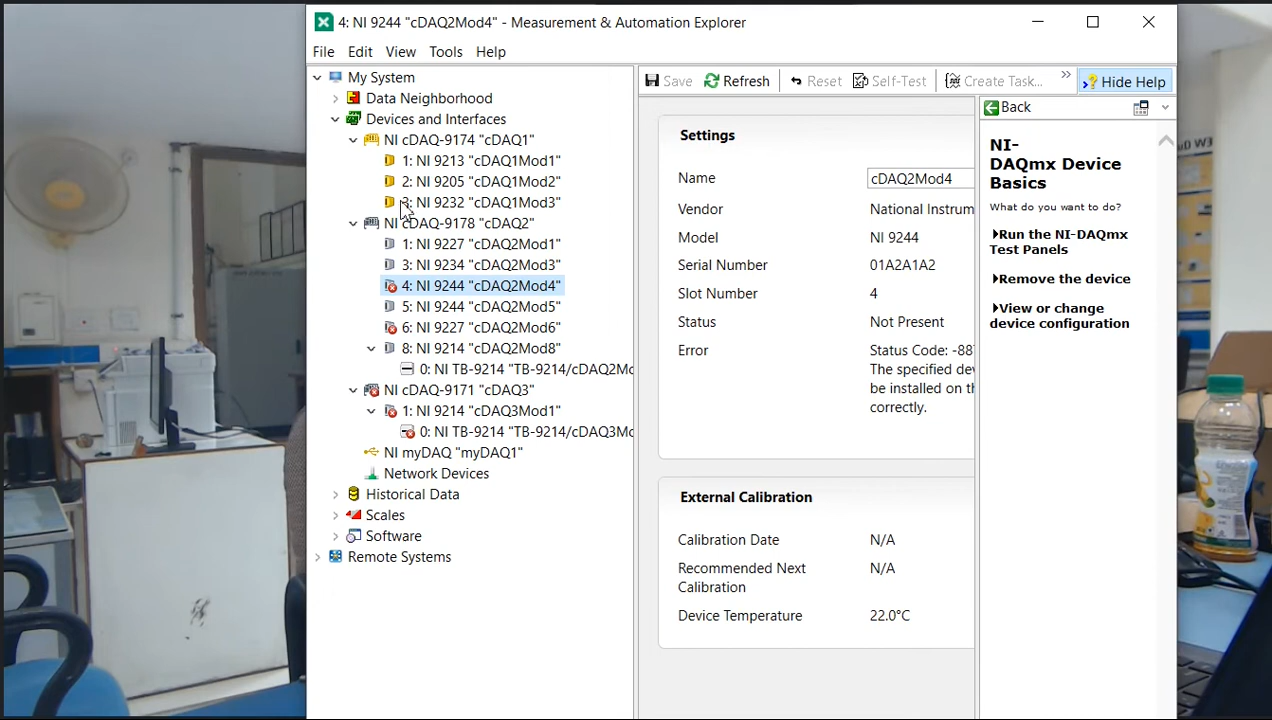 4: NI 9244 "cDAQ2Mod4" - Measurement & Automation Explorer
File Edit View Tools Help
My System
Data Neighborhood
Devices and Interfaces
NI cDAQ-9174 "cDAQ1"
1: NI 9213 "cDAQ1Mod1"
2: NI 9205 "cDAQ1Mod2"
3: NI 9232 "cDAQ1Mod3"
NI cDAQ-9178 "cDAQ2"
1: NI 9227 "cDAQ2Mod1"
3: NI 9234 "cDAQ2Mod3"
4: NI 9244 "cDAQ2Mod4"
5: NI 9244 "cDAQ2Mod5"
6: NI 9227 "cDAQ2Mod6"
8: NI 9214 "cDAQ2Mod8"
0: NI TB-9214 "TB-9214/cDAQ2Mo
NI cDAQ-9171 "cDAQ3"
1: NI 9214 "cDAQ3Mod1"
0: NI TB-9214 "TB-9214/cDAQ3Mo
NI myDAQ "myDAQ1"
Network Devices
Historical Data
Scales
Software
Remote Systems
Save Refresh Reset Self-Test Create Task... » Hide Help
Settings
Name cDAQ2Mod4
Vendor National Instrum
Model NI 9244
Serial Number 01A2A1A2
Slot Number 4
Status Not Present
Error Status Code: -887
The specified dev
be installed on th
correctly.
External Calibration
Calibration Date N/A
Recommended Next N/A
Calibration
Device Temperature 22.0°C
Back
NI-
DAQmx Device
Basics
What do you want to do?
Run the NI-DAQmx
Test Panels
Remove the device
View or change
device configuration